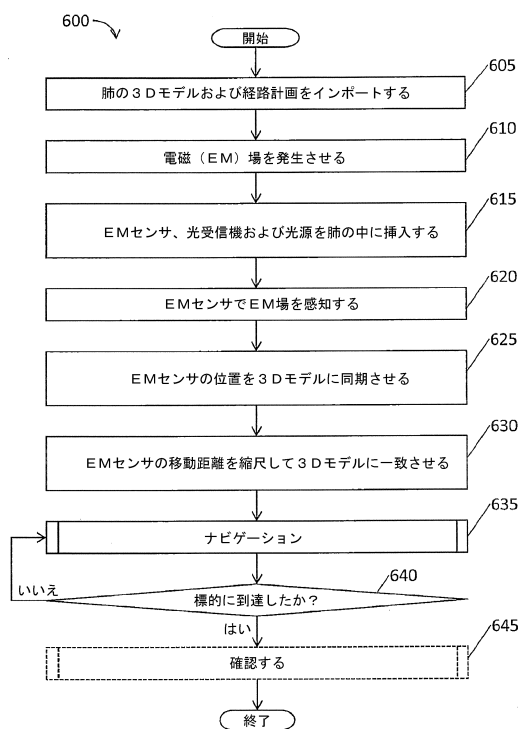 600
開始
605
肺の3Dモデルおよび経路計画をインポートする
610
電磁（EM）場を発生させる
615
EMセンサ、光受信機および光源を肺の中に挿入する
620
EMセンサでEM場を感知する
625
EMセンサの位置を3Dモデルに同期させる
630
EMセンサの移動距離を縮尺して3Dモデルに一致させる
635
ナビゲーション
640
標的に到達したか？
いいえ
はい
645
確認する
終了